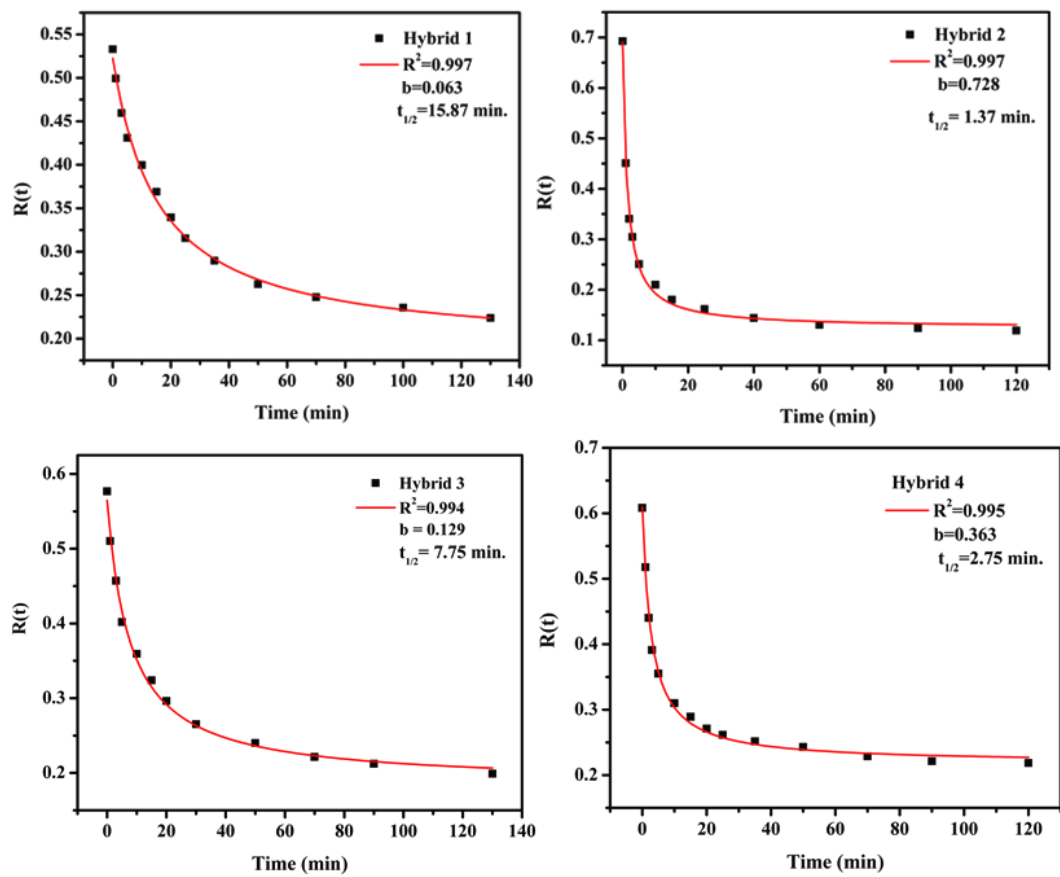 Hybrid 1
R²=0.997
b=0.063
t1/2=15.87 min.
0.55
0.50
0.45
0.40
0.35
0.30
0.25
0.20
R(t)
0 20 40 60 80 100 120 140
Time (min)
Hybrid 2
R²=0.997
b=0.728
t1/2= 1.37 min.
0.7
0.6
0.5
0.4
0.3
0.2
0.1
R(t)
0 20 40 60 80 100 120
Time (min)
Hybrid 3
R²=0.994
b = 0.129
t1/2= 7.75 min.
0.6
0.5
0.4
0.3
0.2
R(t)
0 20 40 60 80 100 120 140
Time (min)
Hybrid 4
R²=0.995
b=0.363
t1/2=2.75 min.
0.7
0.6
0.5
0.4
0.3
0.2
R(t)
0 20 40 60 80 100 120
Time (min)